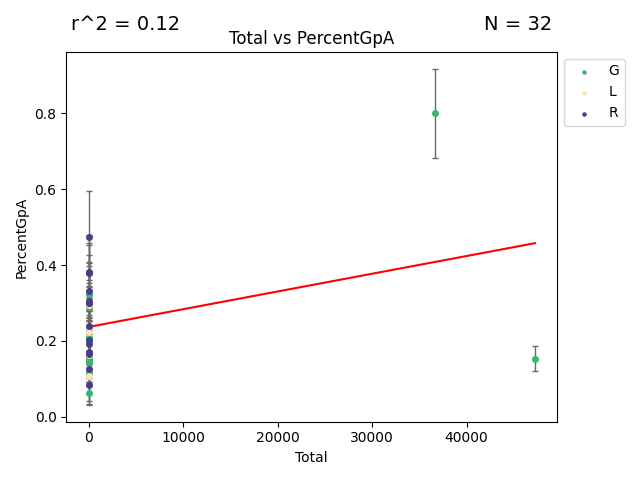 r^2 = 0.12
N = 32
Total vs PercentGpA
G
L
R
0.8
0.6
0.4
0.2
0.0
PercentGpA
0 10000 20000 30000 40000
Total